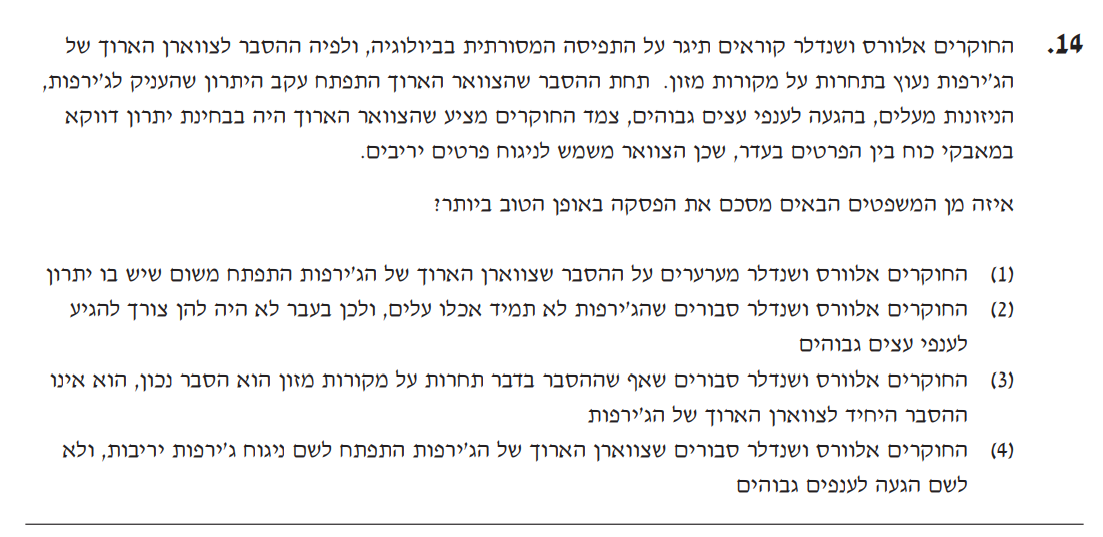 14. החוקרים אלוורס ושנדלר קוראים תיגר על התפיסה המסורתית בביולוגיה, ולפיה ההסבר לצווארן הארוך של
הג'ירפות נעוץ בתחרות על מקורות מזון. תחת ההסבר שהצוואר הארוך התפתח עקב היתרון שהעניק לג'ירפות,
הניזונות מעלים, בהגעה לענפי עצים גבוהים, צמד החוקרים מציע שהצוואר הארוך היה בבחינת יתרון דווקא
במאבקי כוח בין הפרטים בעדר, שכן הצוואר משמש לניגוח פרטים יריבים.
איזה מן המשפטים הבאים מסכם את הפסקה באופן הטוב ביותר?
(1) החוקרים אלוורס ושנדלר מערערים על ההסבר שצווארן הארוך של הג'ירפות התפתח משום שיש בו יתרון
(2) החוקרים אלוורס ושנדלר סבורים שהג'ירפות לא תמיד אכלו עלים, ולכן בעבר לא היה להן צורך להגיע
לענפי עצים גבוהים
(3) החוקרים אלוורס ושנדלר סבורים שאף שההסבר בדבר תחרות על מקורות מזון הוא הסבר נכון, הוא אינו
ההסבר היחיד לצווארן הארוך של הג'ירפות
(4) החוקרים אלוורס ושנדלר סבורים שצווארן הארוך של הג'ירפות התפתח לשם ניגוח ג'ירפות יריבות, ולא
לשם הגעה לענפים גבוהים